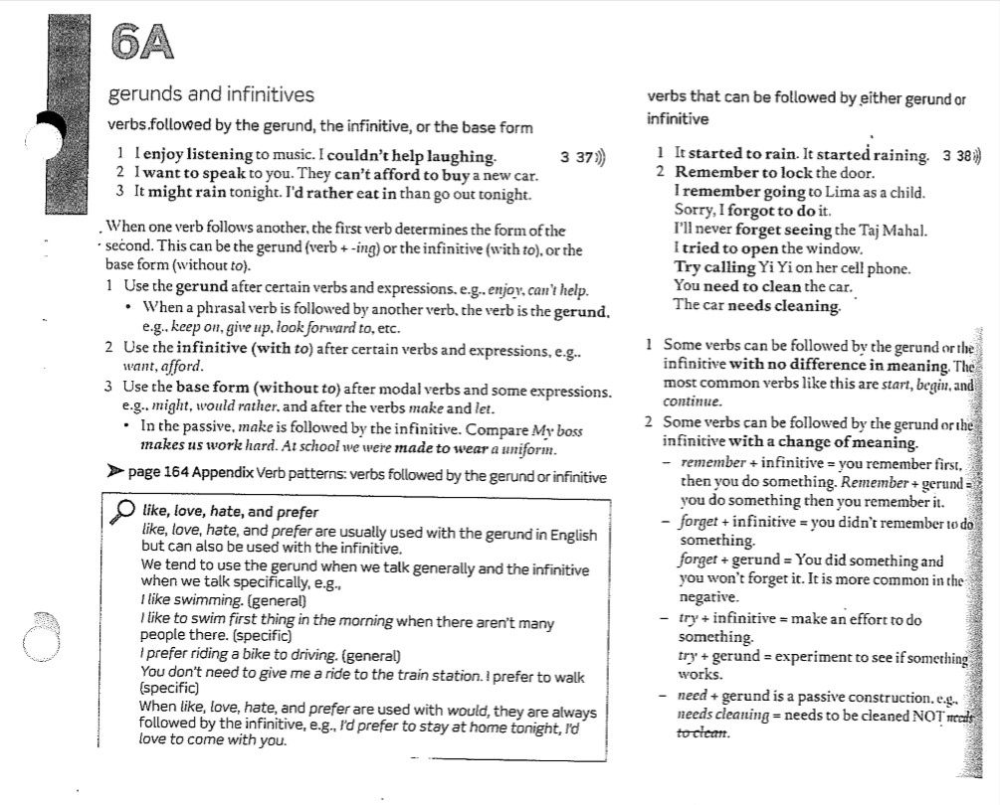 6A
gerunds and infinitives
verbs followed by the gerund, the infinitive, or the base form
1 I enjoy listening to music. I couldn't help laughing. 3 37))
2 I want to speak to you. They can't afford to buy a new car.
3 It might rain tonight. I'd rather eat in than go out tonight.
When one verb follows another, the first verb determines the form of the
second. This can be the gerund (verb + -ing) or the infinitive (with to), or the
base form (without to).
1 Use the gerund after certain verbs and expressions, e.g., enjoy, can't help.
• When a phrasal verb is followed by another verb, the verb is the gerund,
e.g., keep on, give up, look forward to, etc.
2 Use the infinitive (with to) after certain verbs and expressions, e.g.,
want, afford.
3 Use the base form (without to) after modal verbs and some expressions.
e.g., might, would rather, and after the verbs make and let.
• In the passive, make is followed by the infinitive. Compare My boss
makes us work hard. At school we were made to wear a uniform.
➤ page 164 Appendix Verb patterns: verbs followed by the gerund or infinitive
like, love, hate, and prefer
like, love, hate, and prefer are usually used with the gerund in English
but can also be used with the infinitive.
We tend to use the gerund when we talk generally and the infinitive
when we talk specifically, e.g.,
I like swimming. (general)
I like to swim first thing in the morning when there aren't many
people there. (specific)
I prefer riding a bike to driving. (general)
You don't need to give me a ride to the train station. I prefer to walk
(specific)
When like, love, hate, and prefer are used with would, they are always
followed by the infinitive, e.g., I'd prefer to stay at home tonight, I'd
love to come with you.
verbs that can be followed by either gerund or
infinitive
1 It started to rain. It started raining. 3 38))
2 Remember to lock the door.
I remember going to Lima as a child.
Sorry, I forgot to do it.
I'll never forget seeing the Taj Mahal.
I tried to open the window.
Try calling Yi Yi on her cell phone.
You need to clean the car.
The car needs cleaning.
1 Some verbs can be followed by the gerund or the
infinitive with no difference in meaning. The
most common verbs like this are start, begin, and
continue.
2 Some verbs can be followed by the gerund or the
infinitive with a change of meaning.
– remember + infinitive = you remember first,
then you do something. Remember + gerund =
you do something then you remember it.
– forget + infinitive = you didn't remember to do
something.
forget + gerund = You did something and
you won't forget it. It is more common in the
negative.
– try + infinitive = make an effort to do
something.
try + gerund = experiment to see if something
works.
– need + gerund is a passive construction, e.g.,
needs cleaning = needs to be cleaned NOT needs
to clean.